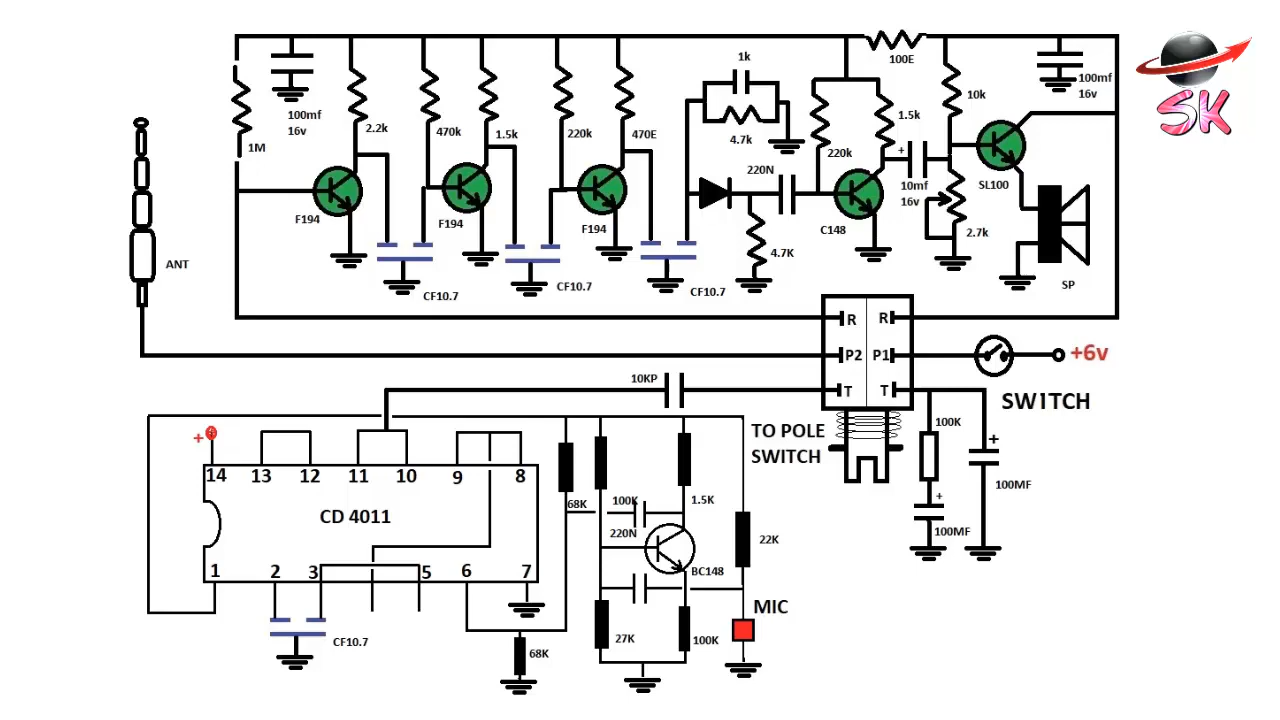 SK
100E
1k
100mf
16v
100mf
16v
10k
1M
2.2k
470k
1.5k
220k
470E
4.7k
1.5k
220N
220k
+
10mf
16v
SL100
F194
F194
F194
C148
2.7k
4.7K
ANT
CF10.7
CF10.7
CF10.7
SP
R
R
P2
P1
+6v
T
T
10KP
SW1TCH
TO POLE
SWITCH
100K
+
100MF
+
100MF
+
14
13
12
11
10
9
8
CD 4011
1
2
3
5
6
7
CF10.7
68K
68K
100K
220N
1.5K
22K
BC148
MIC
27K
100K